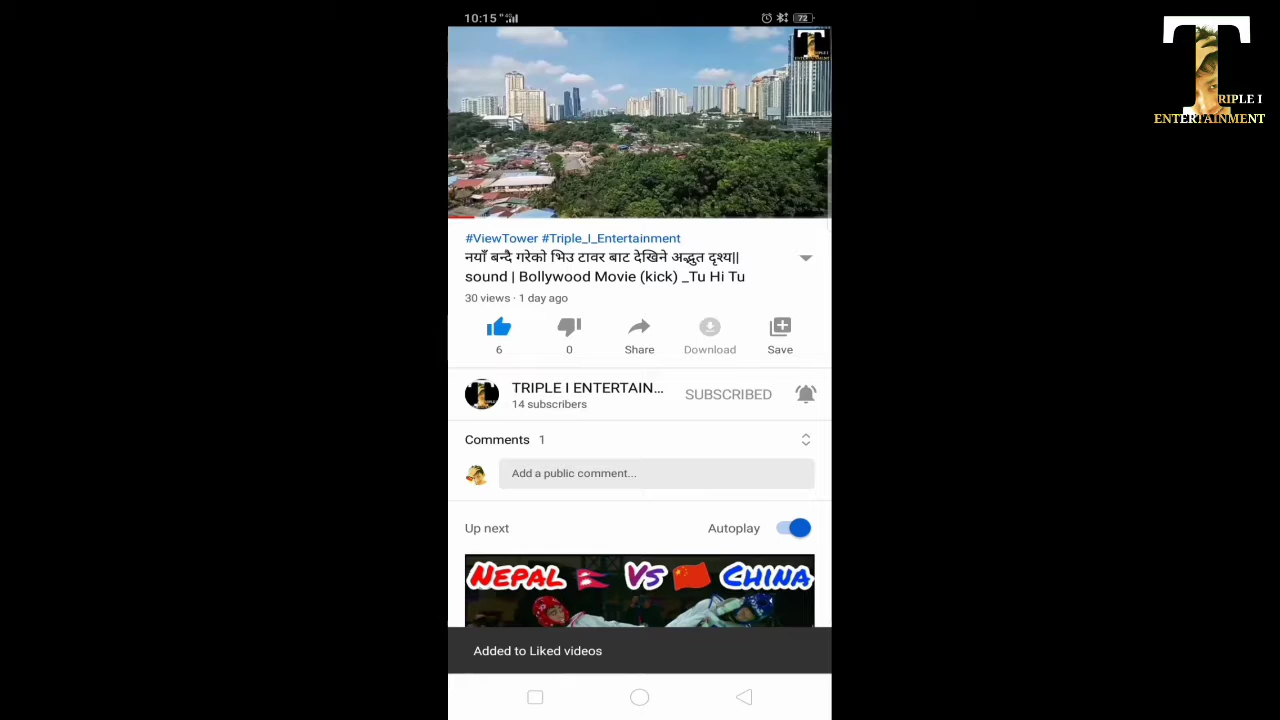 10:15
72
T
RIPLE I
ENTERTAINMENT
#ViewTower #Triple_I_Entertainment
नयाँ बन्दै गरेको भिउ टावर बाट देखिने अद्भुत दृश्य||
sound | Bollywood Movie (kick) _Tu Hi Tu
30 views · 1 day ago
6
0
Share
Download
Save
TRIPLE I ENTERTAIN...
SUBSCRIBED
14 subscribers
Comments 1
Add a public comment...
Up next
Autoplay
NEPAL Vs CHINA
Added to Liked videos